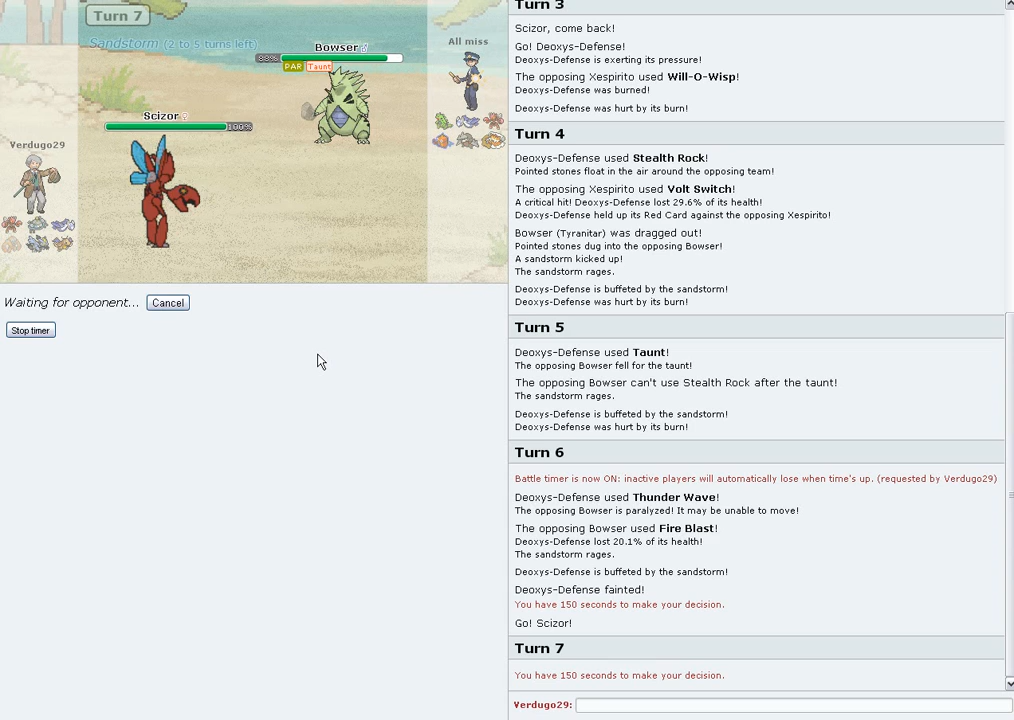 Turn 7
Sandstorm (2 to 5 turns left)
Bowser
88%
PAR Taunt
All miss
Scizor
100%
Verdugo29
Waiting for opponent... Cancel
Stop timer
Turn 3
Scizor, come back!
Go! Deoxys-Defense!
Deoxys-Defense is exerting its pressure!
The opposing Xespirito used Will-O-Wisp!
Deoxys-Defense was burned!
Deoxys-Defense was hurt by its burn!
Turn 4
Deoxys-Defense used Stealth Rock!
Pointed stones float in the air around the opposing team!
The opposing Xespirito used Volt Switch!
A critical hit! Deoxys-Defense lost 29.6% of its health!
Deoxys-Defense held up its Red Card against the opposing Xespirito!
Bowser (Tyranitar) was dragged out!
Pointed stones dug into the opposing Bowser!
A sandstorm kicked up!
The sandstorm rages.
Deoxys-Defense is buffeted by the sandstorm!
Deoxys-Defense was hurt by its burn!
Turn 5
Deoxys-Defense used Taunt!
The opposing Bowser fell for the taunt!
The opposing Bowser can't use Stealth Rock after the taunt!
The sandstorm rages.
Deoxys-Defense is buffeted by the sandstorm!
Deoxys-Defense was hurt by its burn!
Turn 6
Battle timer is now ON: inactive players will automatically lose when time's up. (requested by Verdugo29)
Deoxys-Defense used Thunder Wave!
The opposing Bowser is paralyzed! It may be unable to move!
The opposing Bowser used Fire Blast!
Deoxys-Defense lost 20.1% of its health!
The sandstorm rages.
Deoxys-Defense is buffeted by the sandstorm!
Deoxys-Defense fainted!
You have 150 seconds to make your decision.
Go! Scizor!
Turn 7
You have 150 seconds to make your decision.
Verdugo29: